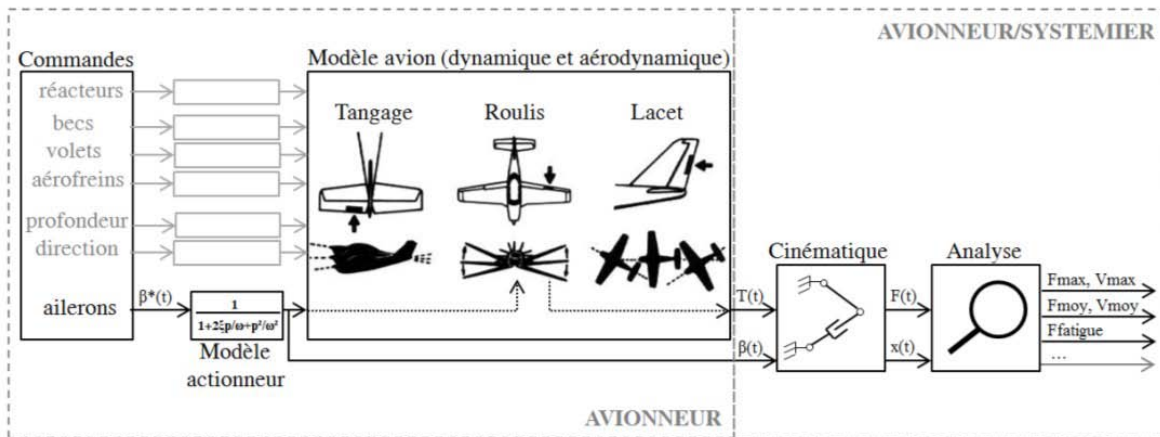 AVIONNEUR/SYSTEMIER
Commandes
Modèle avion (dynamique et aérodynamique)
réacteurs
becs
volets
aérofreins
profondeur
direction
Tangage
Roulis
Lacet
ailerons
β*(t)
1
1+2ξp/ω+p²/ω²
Modèle
actionneur
T(t)
β(t)
Cinématique
F(t)
x(t)
Analyse
Fmax, Vmax
Fmoy, Vmoy
Ffatigue
...
AVIONNEUR